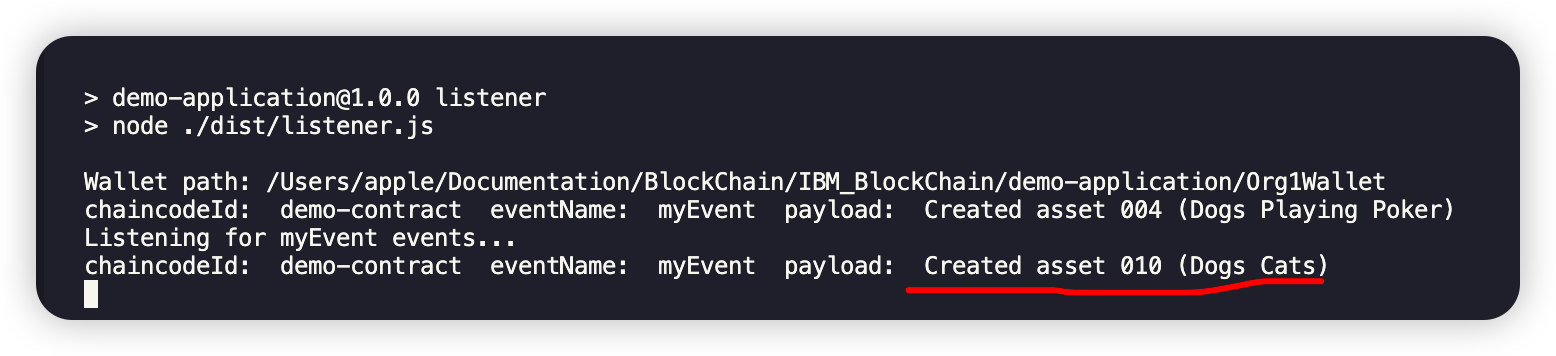 > demo-application@1.0.0 listener
> node ./dist/listener.js
Wallet path: /Users/apple/Documentation/BlockChain/IBM_BlockChain/demo-application/Org1Wallet
chaincodeId:  demo-contract  eventName:  myEvent  payload:  Created asset 004 (Dogs Playing Poker)
Listening for myEvent events...
chaincodeId:  demo-contract  eventName:  myEvent  payload:  Created asset 010 (Dogs Cats)